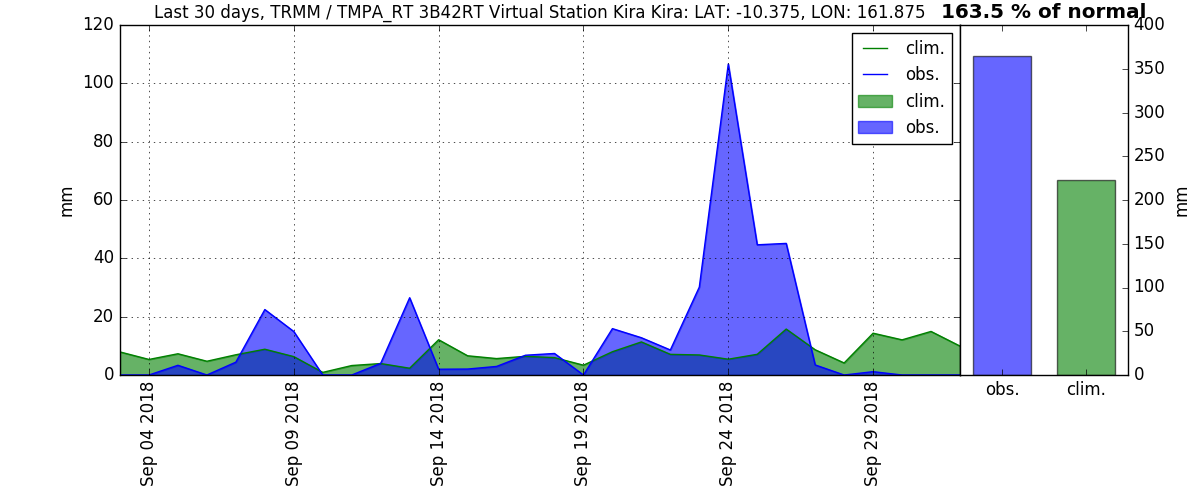 Last 30 days, TRMM / TMPA_RT 3B42RT Virtual Station Kira Kira: LAT: -10.375, LON: 161.875
163.5 % of normal
120
100
80
60
40
20
0
mm
Sep 04 2018
Sep 09 2018
Sep 14 2018
Sep 19 2018
Sep 24 2018
Sep 29 2018
clim.
obs.
clim.
obs.
400
350
300
250
200
150
100
50
0
mm
obs.
clim.